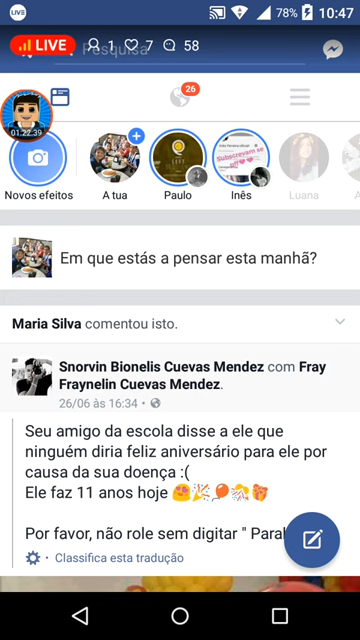 LIVE 78% 10:47
LIVE 1 7 58
Pesquisa
26
01:22:39
Novos efeitos A tua Paulo Inês Luana
Em que estás a pensar esta manhã?
Maria Silva comentou isto.
Snorvin Bionelis Cuevas Mendez com Fray
Fraynelin Cuevas Mendez.
26/06 às 16:34 •
Seu amigo da escola disse a ele que
ninguém diria feliz aniversário para ele por
causa da sua doença :(
Ele faz 11 anos hoje 😍🎉🎈🎊🎁
Por favor, não role sem digitar " Parab
• Classifica esta tradução